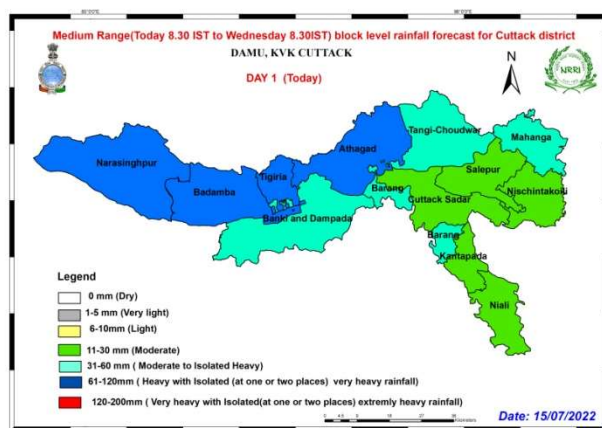 Medium Range(Today 8.30 IST to Wednesday 8.30IST) block level rainfall forecast for Cuttack district
DAMU, KVK CUTTACK
DAY 1 (Today)
N
NRRI
Tangi-Choudwar
Mahanga
Athagad
Narasinghpur
Tigiria
Salepur
Badamba
Barang
Nischintakoili
Cuttack Sadar
Banki and Dampada
Barang
Kantapada
Niali
Legend
0 mm (Dry)
1-5 mm (Very light)
6-10mm (Light)
11-30 mm (Moderate)
31-60 mm ( Moderate to Isolated Heavy)
61-120mm ( Heavy with Isolated (at one or two places) very heavy rainfall)
120-200mm ( Very heavy with Isolated(at one or two places) extremly heavy rainfall)
Date: 15/07/2022